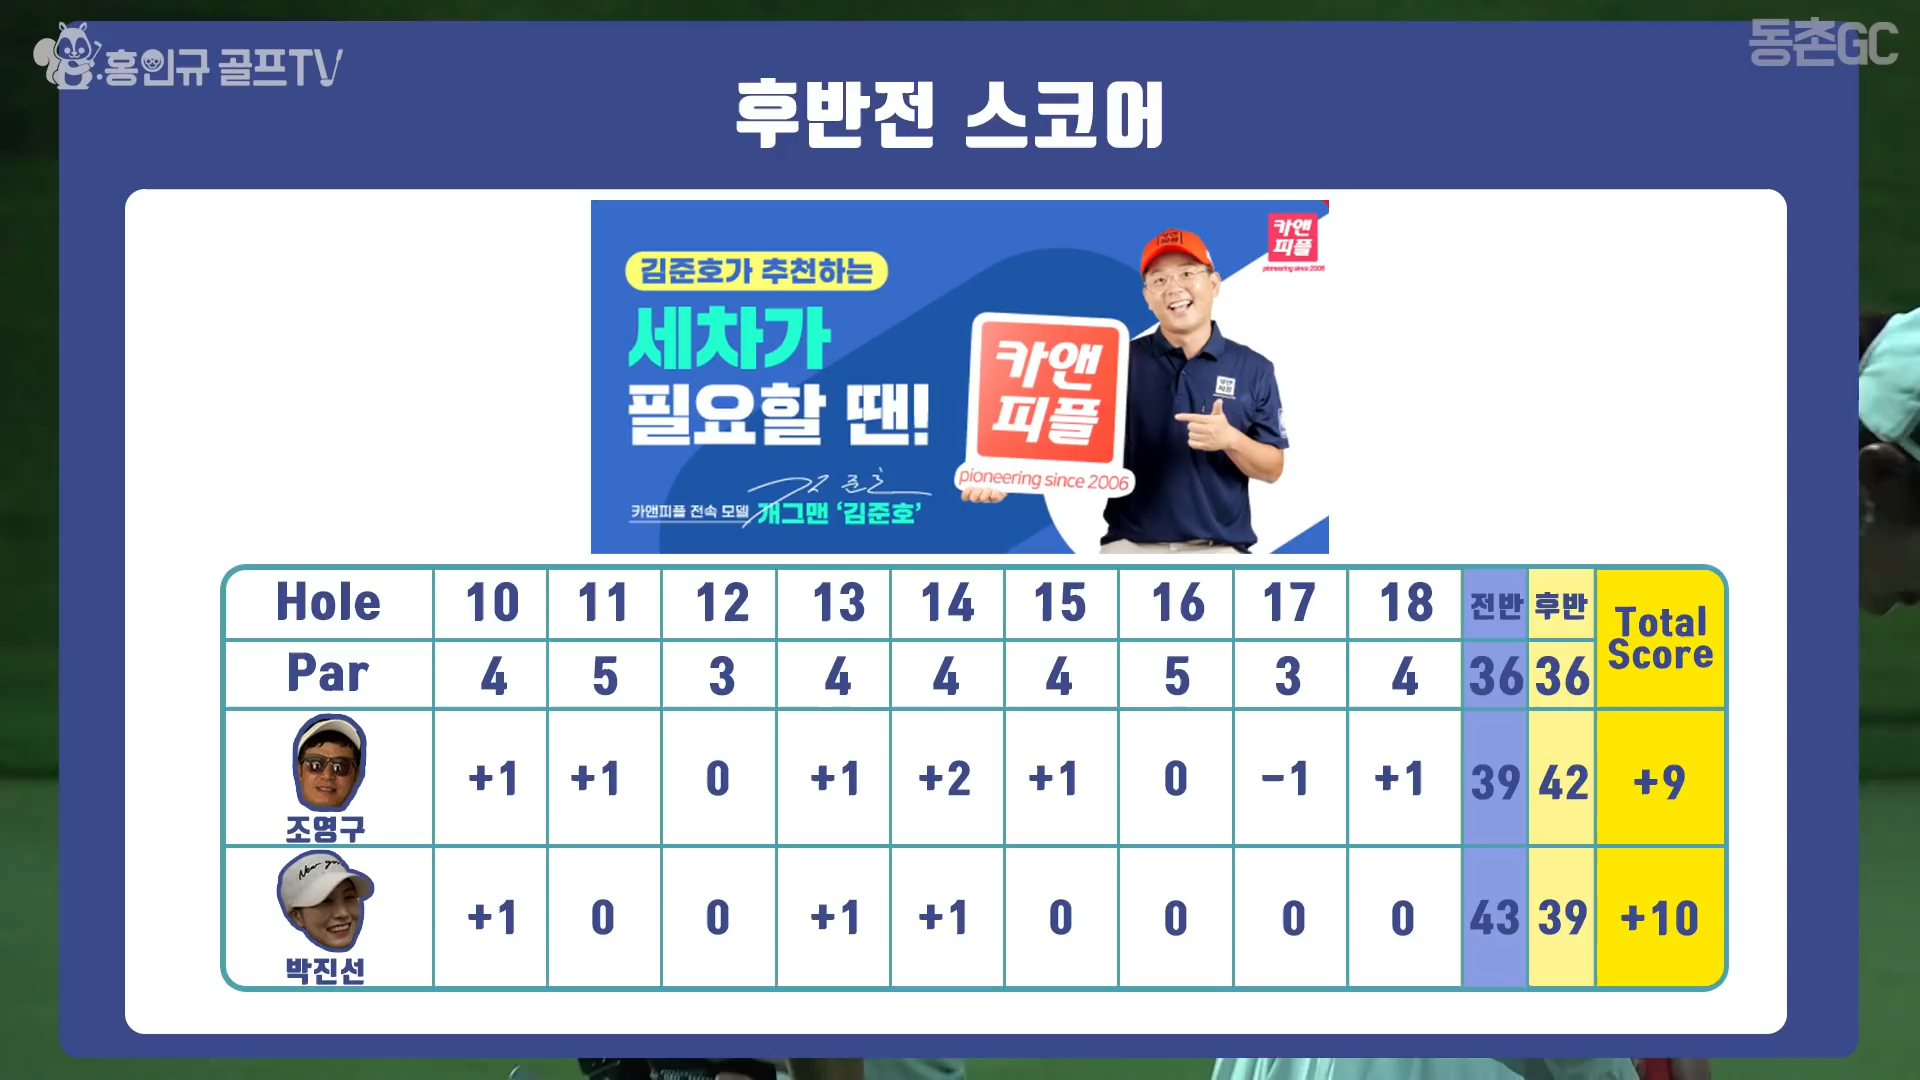 홍인규 골프TV
동촌GC
후반전 스코어
카앤
피플
pioneering since 2006
김준호가 추천하는
세차가
필요할 땐!
카앤
피플
pioneering since 2006
카앤피플 전속 모델 개그맨 ‘김준호’
Hole 10 11 12 13 14 15 16 17 18 전반 후반 Total Score
Par 4 5 3 4 4 4 5 3 4 36 36
조영구 +1 +1 0 +1 +2 +1 0 -1 +1 39 42 +9
박진선 +1 0 0 +1 +1 0 0 0 0 43 39 +10